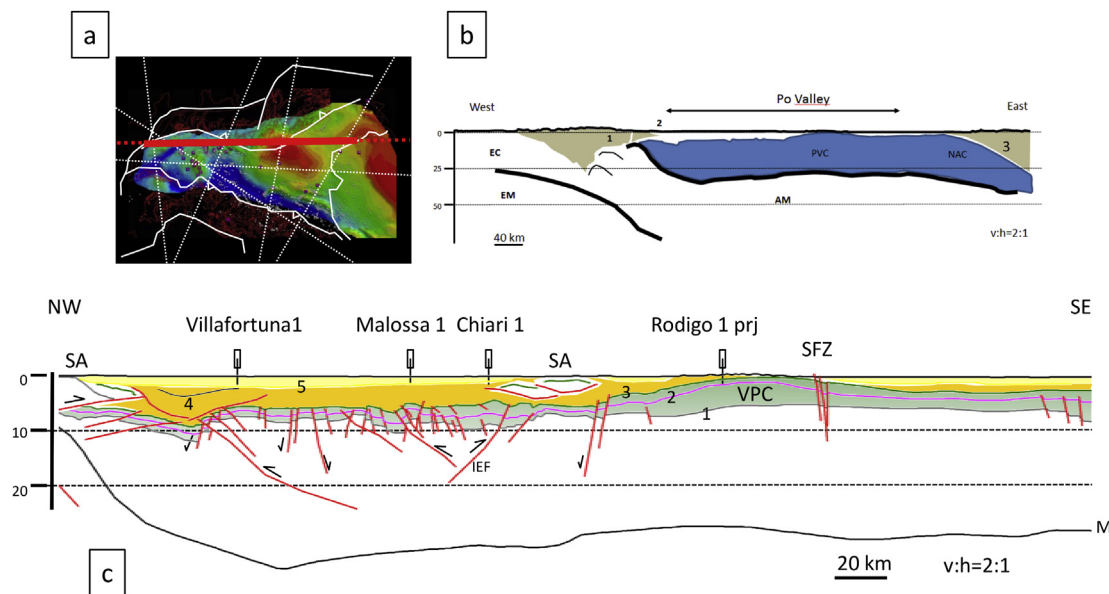 a
b
Po Valley
West
East
2
0
1
3
EC
PVC
NAC
25
EM
AM
50
40 km
v:h=2:1
NW
SE
Villafortuna1
Malossa 1
Chiari 1
Rodigo 1 prj
SA
SA
SFZ
0
5
4
3
2
VPC
1
10
IEF
20
M
20 km
v:h=2:1
c